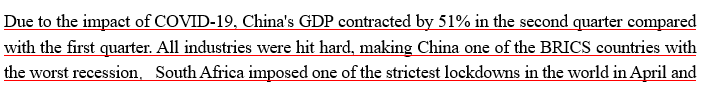 Due to the impact of COVID-19, China's GDP contracted by 51% in the second quarter compared
with the first quarter. All industries were hit hard, making China one of the BRICS countries with
the worst recession， South Africa imposed one of the strictest lockdowns in the world in April and